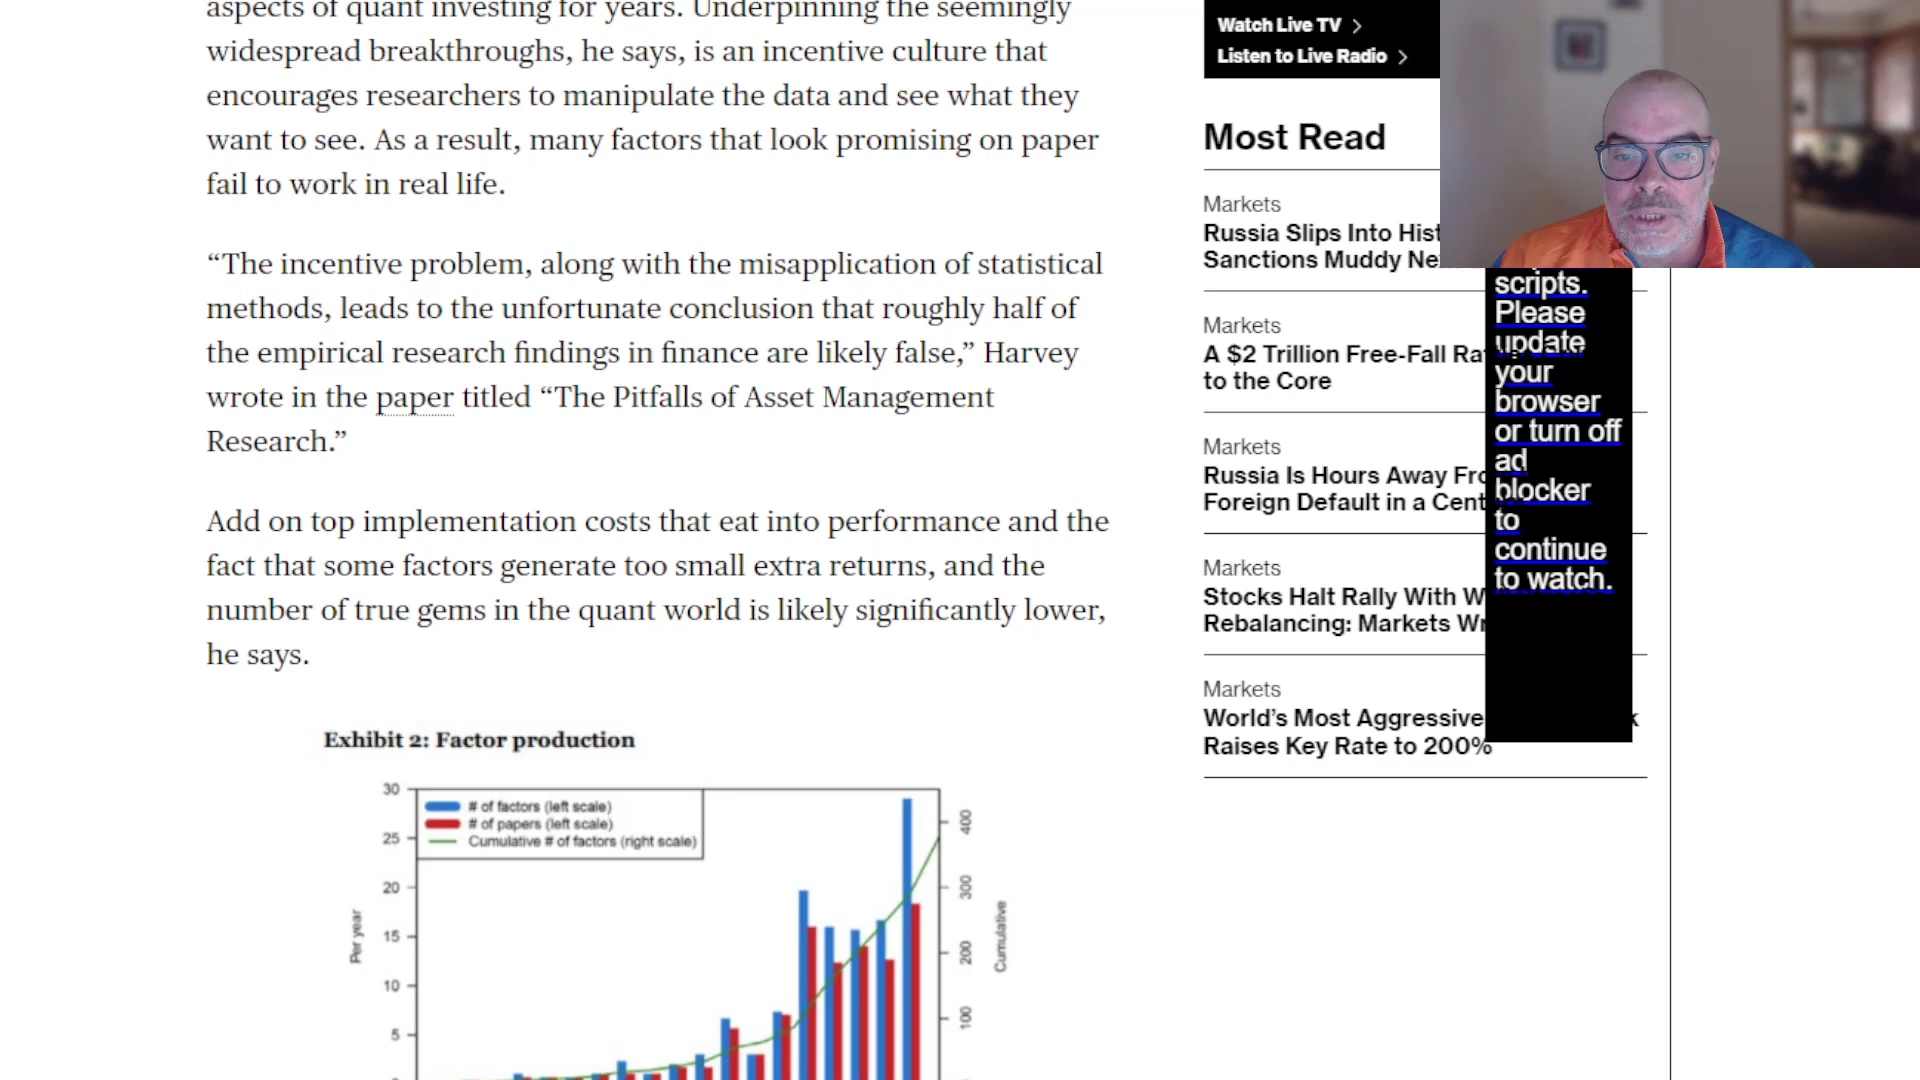 aspects of quant investing for years. Underpinning the seemingly
widespread breakthroughs, he says, is an incentive culture that
encourages researchers to manipulate the data and see what they
want to see. As a result, many factors that look promising on paper
fail to work in real life.
“The incentive problem, along with the misapplication of statistical
methods, leads to the unfortunate conclusion that roughly half of
the empirical research findings in finance are likely false,” Harvey
wrote in the paper titled “The Pitfalls of Asset Management
Research.”
Add on top implementation costs that eat into performance and the
fact that some factors generate too small extra returns, and the
number of true gems in the quant world is likely significantly lower,
he says.
Exhibit 2: Factor production
# of factors (left scale)
# of papers (left scale)
Cumulative # of factors (right scale)
30
25
20
15
10
5
Per year
400
300
200
100
Cumulative
Watch Live TV
Listen to Live Radio
Most Read
Markets
Russia Slips Into
Sanctions Muddy
Markets
A $2 Trillion Free-Fall
to the Core
Markets
Russia Is Hours Away
Foreign Default in a
Markets
Stocks Halt Rally With
Rebalancing: Markets
Markets
World’s Most Aggressive
Raises Key Rate to 200%
scripts.
Please
update
your
browser
or turn off
ad
blocker
to
continue
to watch.